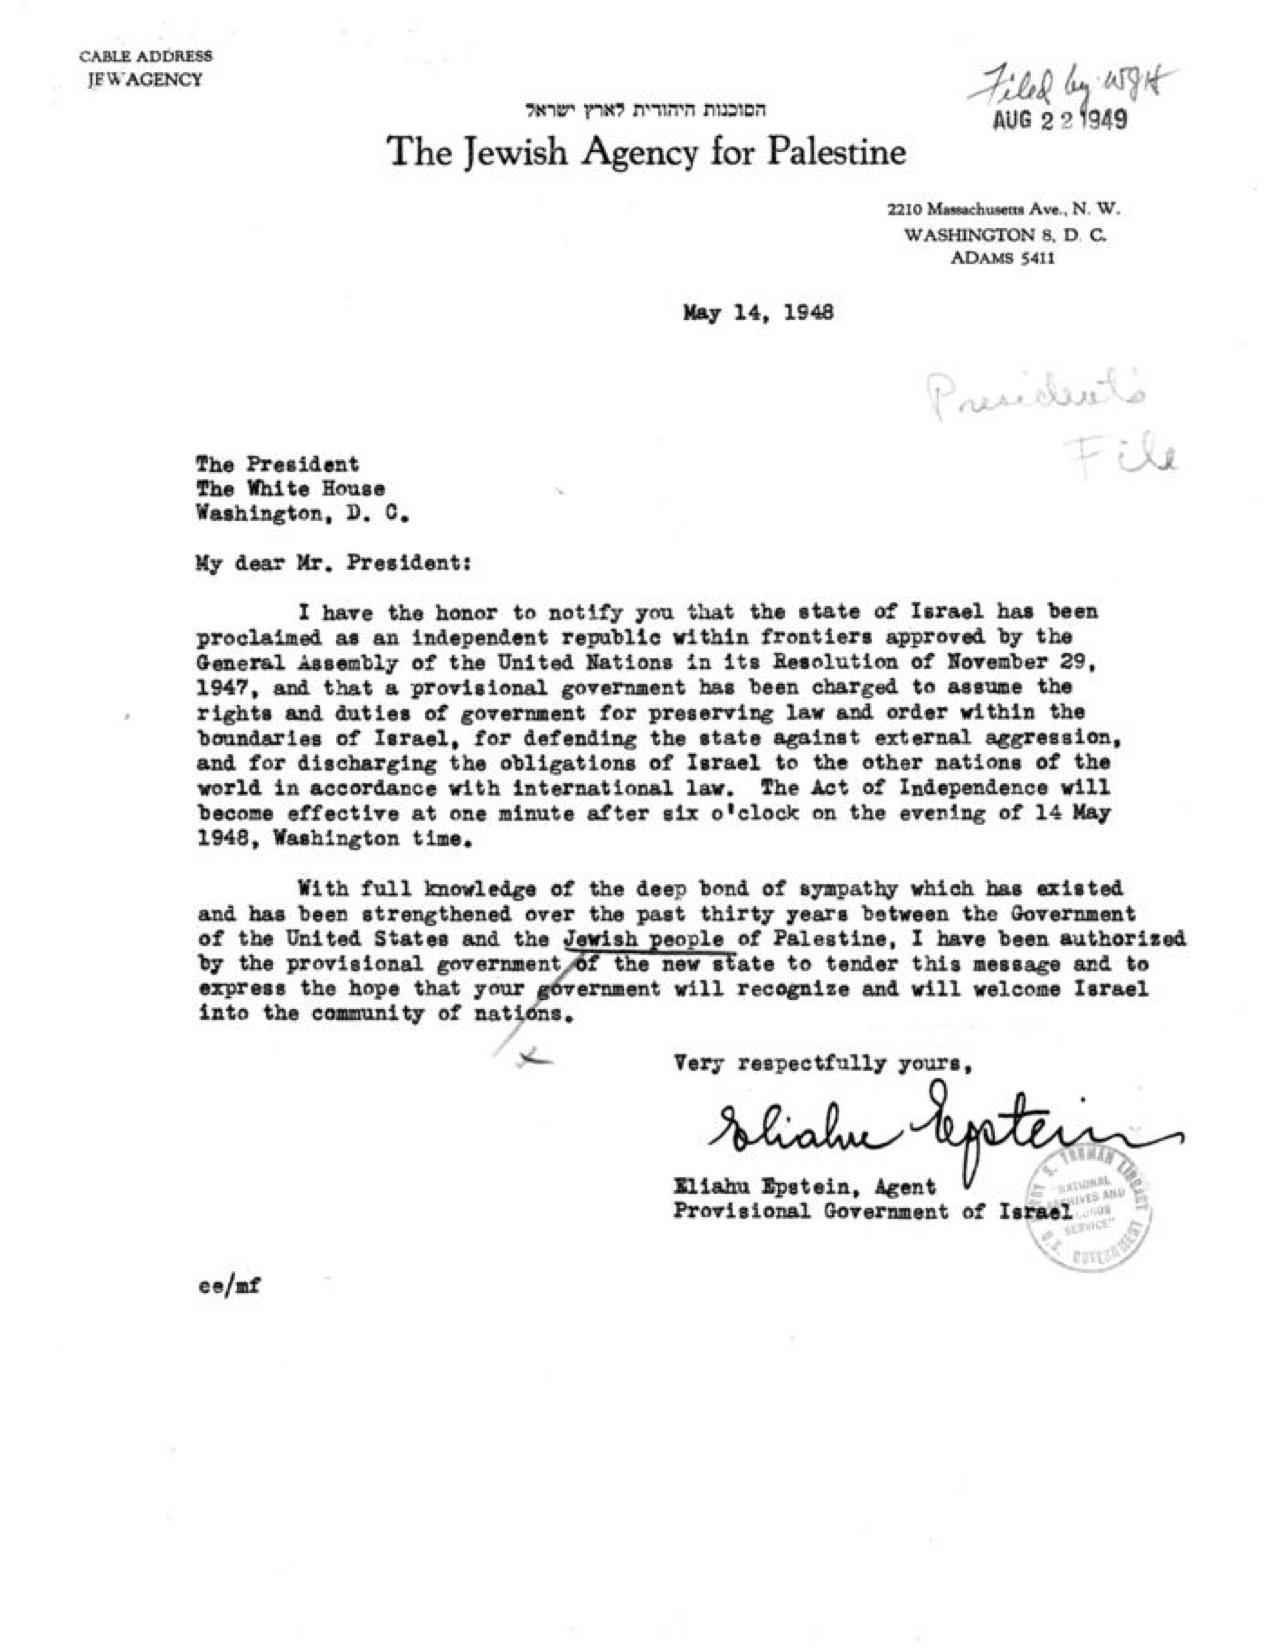 CABLE ADDRESS
JEWAGENCY
Filed by WJH
AUG 22 1949
הסוכנות היהודית לארץ ישראל
The Jewish Agency for Palestine
2210 Massachusetts Ave., N. W.
WASHINGTON 8, D. C.
ADAMS 5411
May 14, 1948
President's
File
The President
The White House
Washington, D. C.
My dear Mr. President:
I have the honor to notify you that the state of Israel has been
proclaimed as an independent republic within frontiers approved by the
General Assembly of the United Nations in its Resolution of November 29,
1947, and that a provisional government has been charged to assume the
rights and duties of government for preserving law and order within the
boundaries of Israel, for defending the state against external aggression,
and for discharging the obligations of Israel to the other nations of the
world in accordance with international law. The Act of Independence will
become effective at one minute after six o'clock on the evening of 14 May
1948, Washington time.
With full knowledge of the deep bond of sympathy which has existed
and has been strengthened over the past thirty years between the Government
of the United States and the Jewish people of Palestine, I have been authorized
by the provisional government of the new state to tender this message and to
express the hope that your government will recognize and will welcome Israel
into the community of nations.
x
Very respectfully yours,
Eliahu Epstein
Eliahu Epstein, Agent
Provisional Government of Israel
S. TRUMAN LIBRARY
"NATIONAL
ARCHIVES AND
SERVICE"
U.S. GOVERNMENT
ee/mf